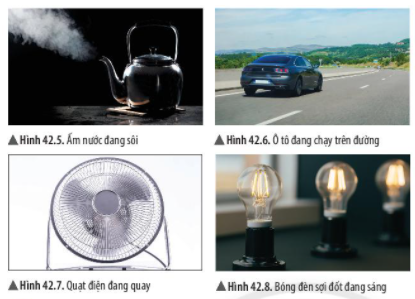 ▲Hình 42.5. Ấm nước đang sôi
▲Hình 42.6. Ô tô đang chạy trên đường
▲Hình 42.7. Quạt điện đang quay
▲Hình 42.8. Bóng đèn sợi đốt đang sáng